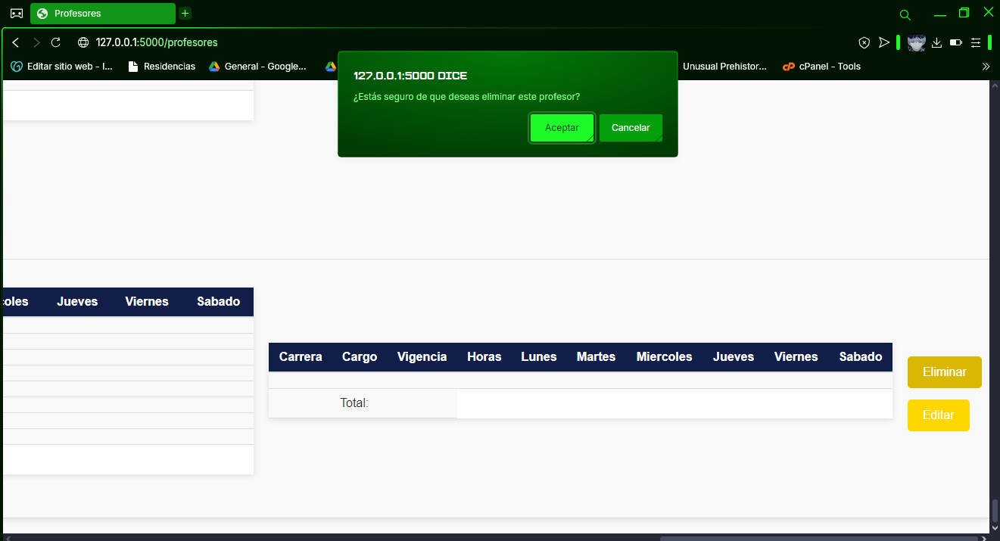 Profesores
127.0.0.1:5000/profesores
Editar sitio web - I...
Residencias
General - Google...
Unusual Prehistor...
cPanel - Tools
127.0.0.1:5000 DICE
¿Estás seguro de que deseas eliminar este profesor?
Aceptar Cancelar
coles Jueves Viernes Sabado
Carrera Cargo Vigencia Horas Lunes Martes Miercoles Jueves Viernes Sabado
Total:
Eliminar
Editar